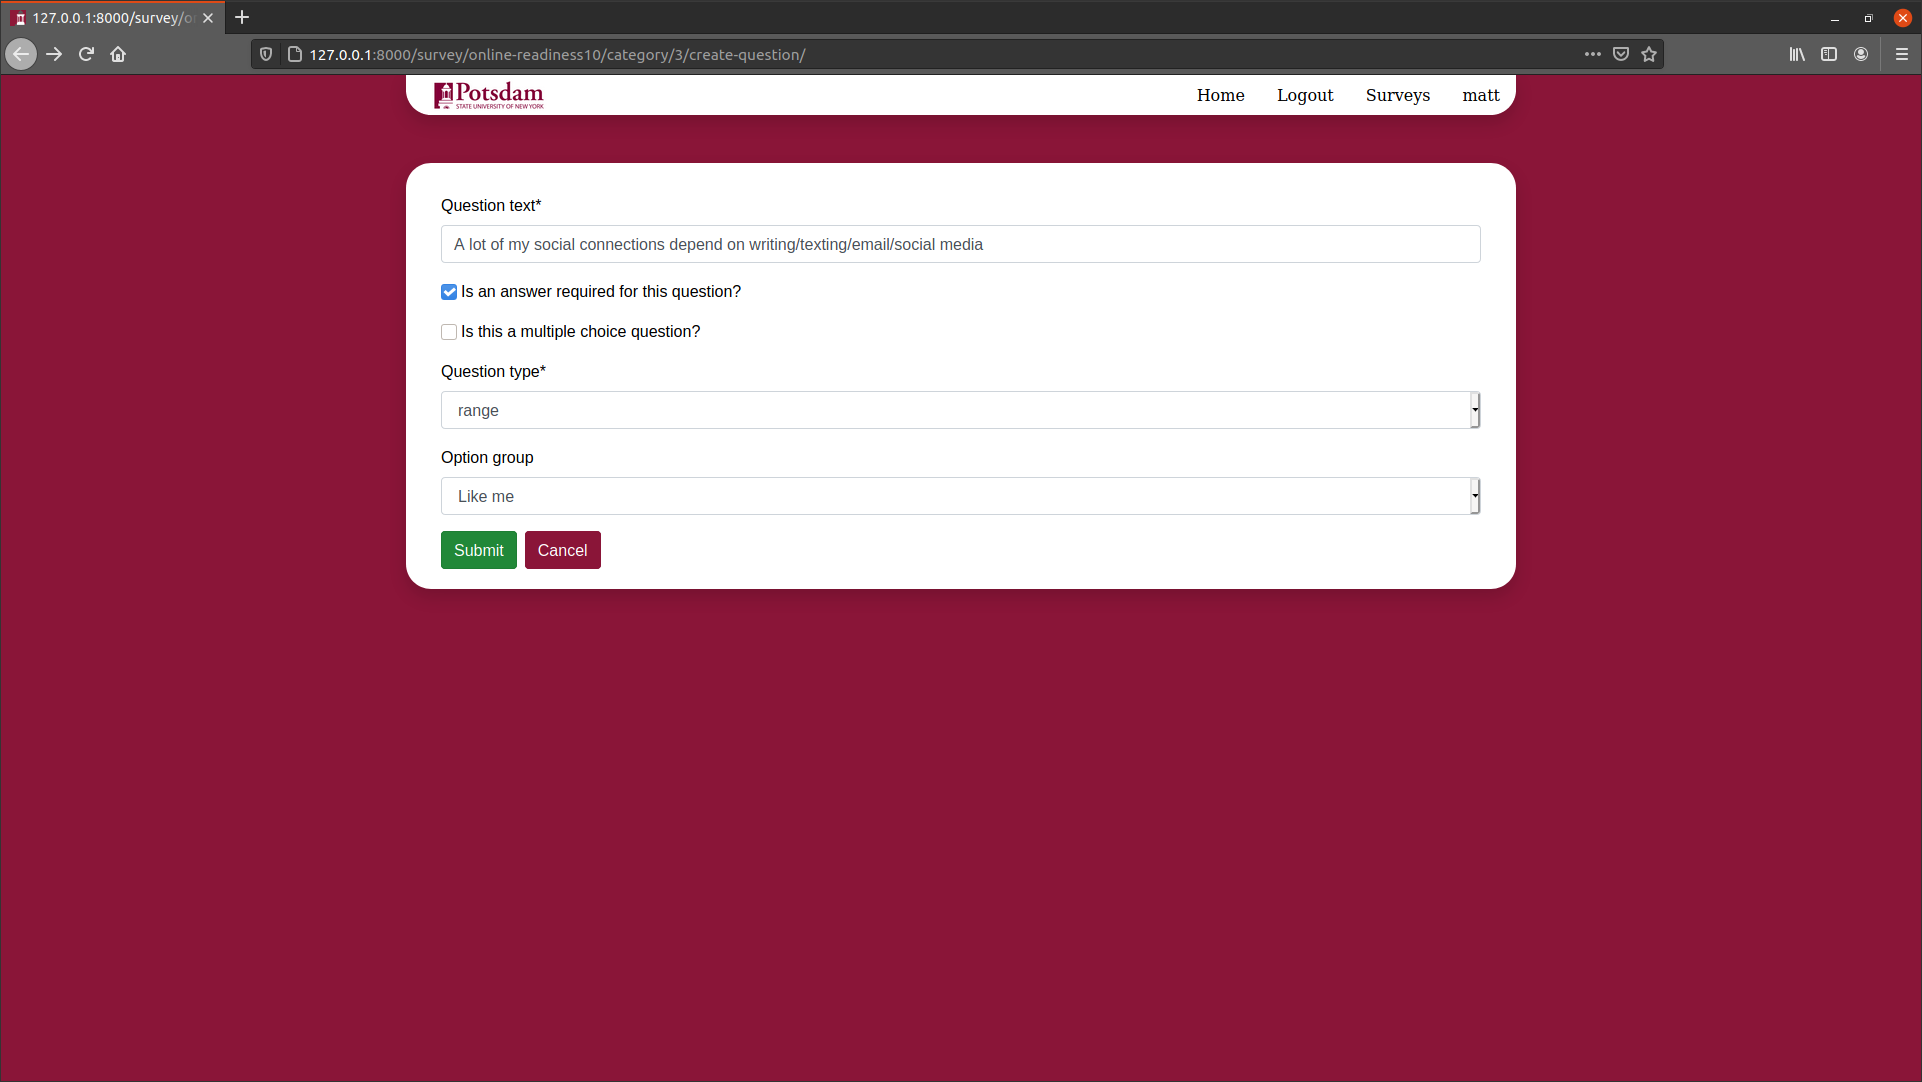 127.0.0.1:8000/survey/o
127.0.0.1:8000/survey/online-readiness10/category/3/create-question/
Potsdam
STATE UNIVERSITY OF NEW YORK
Home Logout Surveys matt
Question text*
A lot of my social connections depend on writing/texting/email/social media
Is an answer required for this question?
Is this a multiple choice question?
Question type*
range
Option group
Like me
Submit Cancel